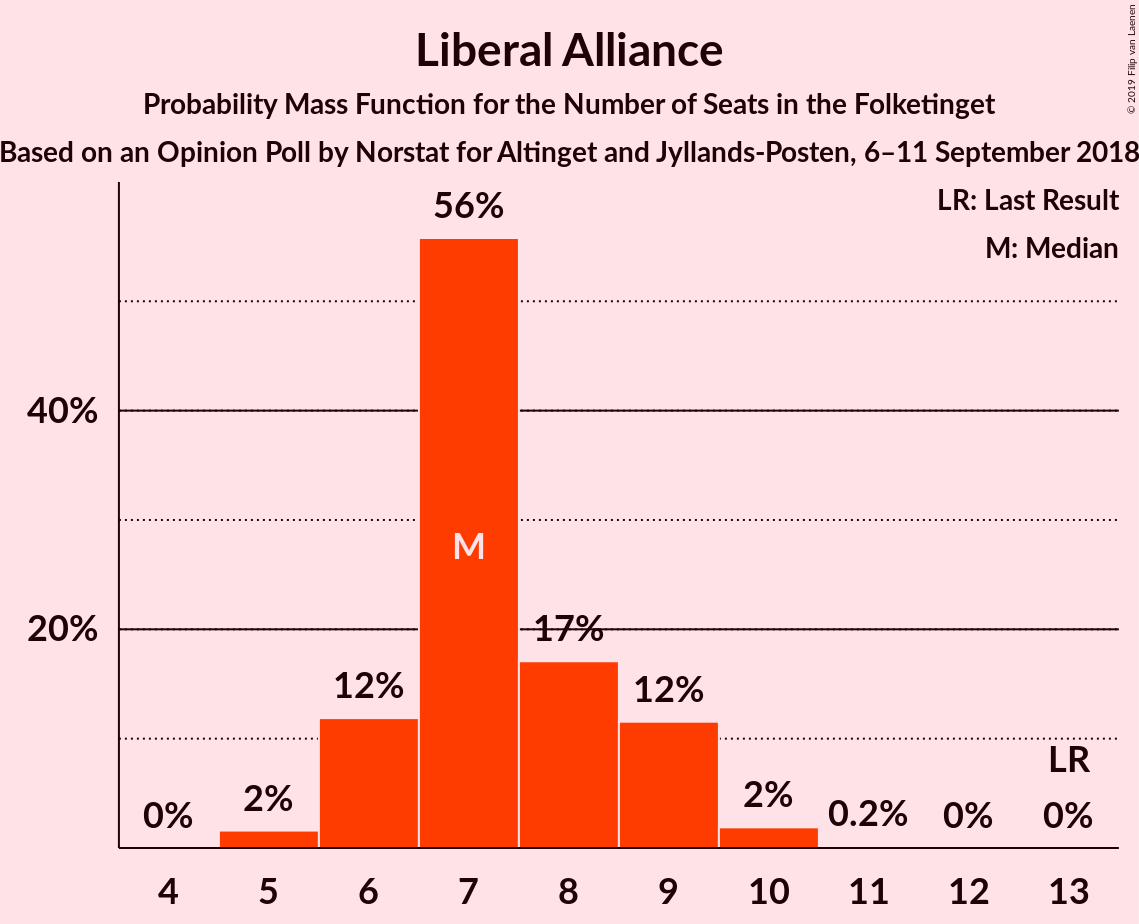 Liberal Alliance
Probability Mass Function for the Number of Seats in the Folketinget
Based on an Opinion Poll by Norstat for Altinget and Jyllands-Posten, 6–11 September 2018
© 2019 Filip van Laenen
LR: Last Result
M: Median
56%
40%
M
20%
17%
12%
12%
LR
0%
2%
2%
0.2%
0%
0%
4 5 6 7 8 9 10 11 12 13